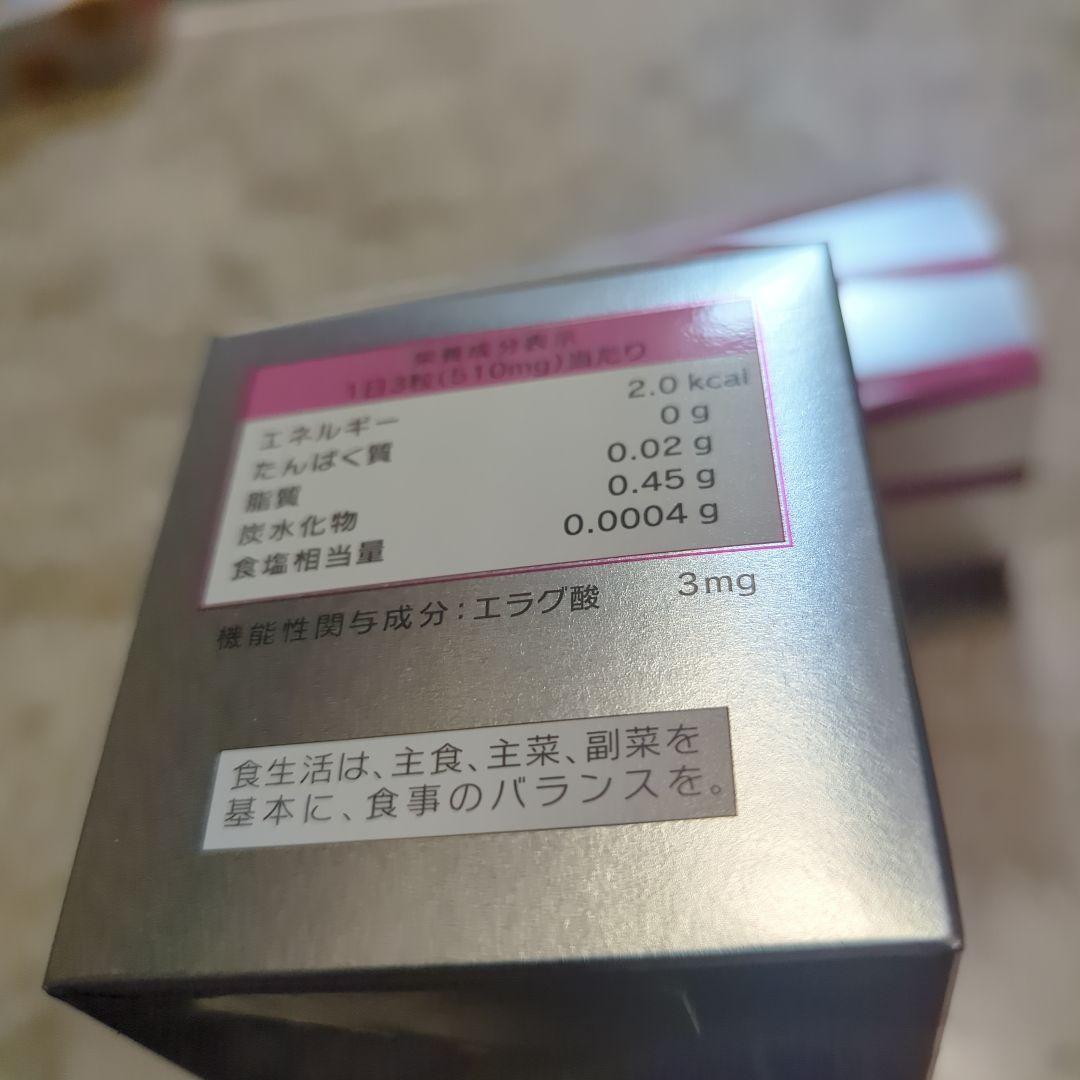 栄養成分表示
1日3粒(510mg)当たり
エネルギー 2.0 kcal
たんぱく質 0 g
脂質 0.02 g
炭水化物 0.45 g
食塩相当量 0.0004 g
機能性関与成分：エラグ酸 3mg
食生活は、主食、主菜、副菜を
基本に、食事のバランスを。